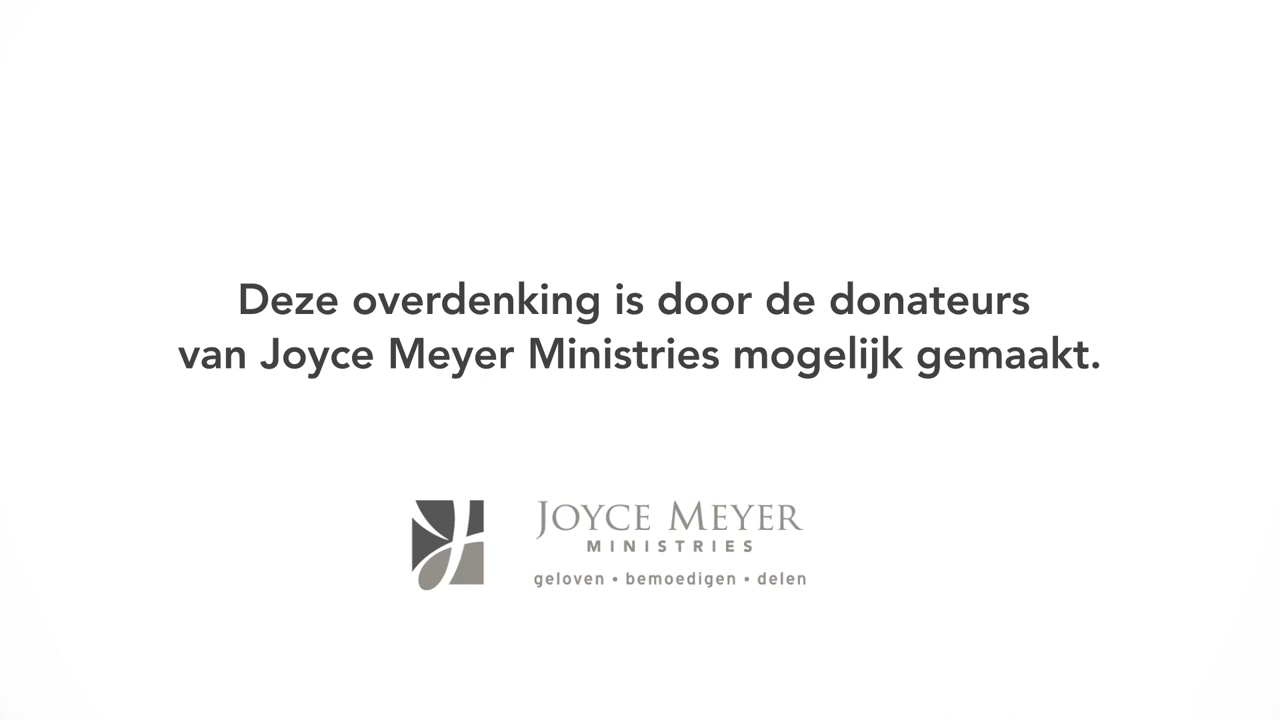 Deze overdenking is door de donateurs
van Joyce Meyer Ministries mogelijk gemaakt.
JOYCE MEYER
MINISTRIES
geloven • bemoedigen • delen